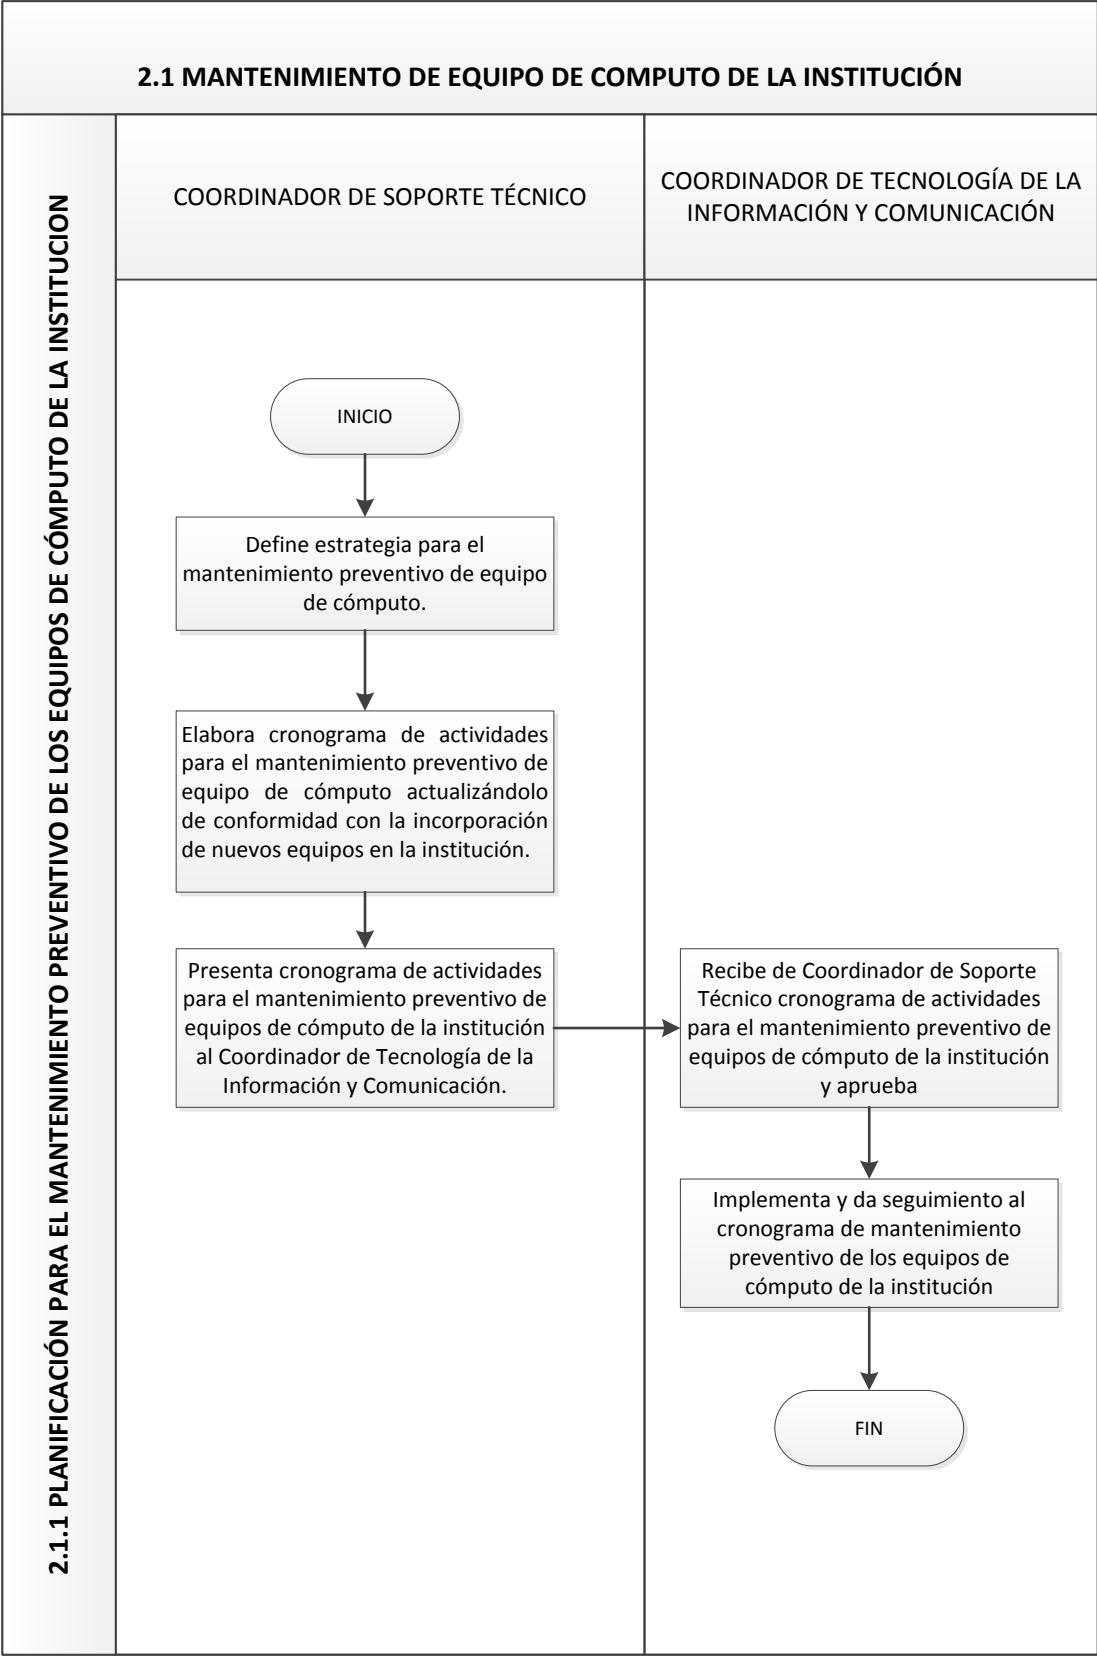 2.1 MANTENIMIENTO DE EQUIPO DE COMPUTO DE LA INSTITUCIÓN
2.1.1 PLANIFICACIÓN PARA EL MANTENIMIENTO PREVENTIVO DE LOS EQUIPOS DE CÓMPUTO DE LA INSTITUCION
COORDINADOR DE SOPORTE TÉCNICO
COORDINADOR DE TECNOLOGÍA DE LA
INFORMACIÓN Y COMUNICACIÓN
INICIO
Define estrategia para el
mantenimiento preventivo de equipo
de cómputo.
Elabora cronograma de actividades
para el mantenimiento preventivo de
equipo de cómputo actualizándolo
de conformidad con la incorporación
de nuevos equipos en la institución.
Presenta cronograma de actividades
para el mantenimiento preventivo de
equipos de cómputo de la institución
al Coordinador de Tecnología de la
Información y Comunicación.
Recibe de Coordinador de Soporte
Técnico cronograma de actividades
para el mantenimiento preventivo de
equipos de cómputo de la institución
y aprueba
Implementa y da seguimiento al
cronograma de mantenimiento
preventivo de los equipos de
cómputo de la institución
FIN